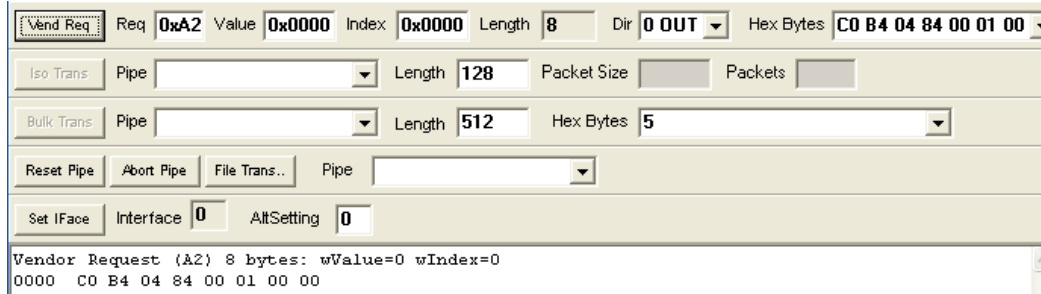 Vend Req Req 0xA2 Value 0x0000 Index 0x0000 Length 8 Dir 0 OUT Hex Bytes C0 B4 04 84 00 01 00
Iso Trans Pipe Length 128 Packet Size Packets
Bulk Trans Pipe Length 512 Hex Bytes 5
Reset Pipe Abort Pipe File Trans.. Pipe
Set IFace Interface 0 AltSetting 0
Vendor Request (A2) 8 bytes: wValue=0 wIndex=0
0000 C0 B4 04 84 00 01 00 00